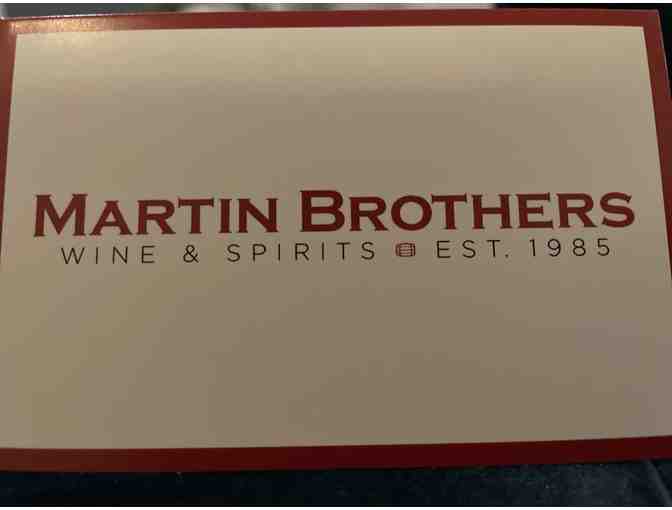 MARTIN BROTHERS
WINE & SPIRITS EST. 1985